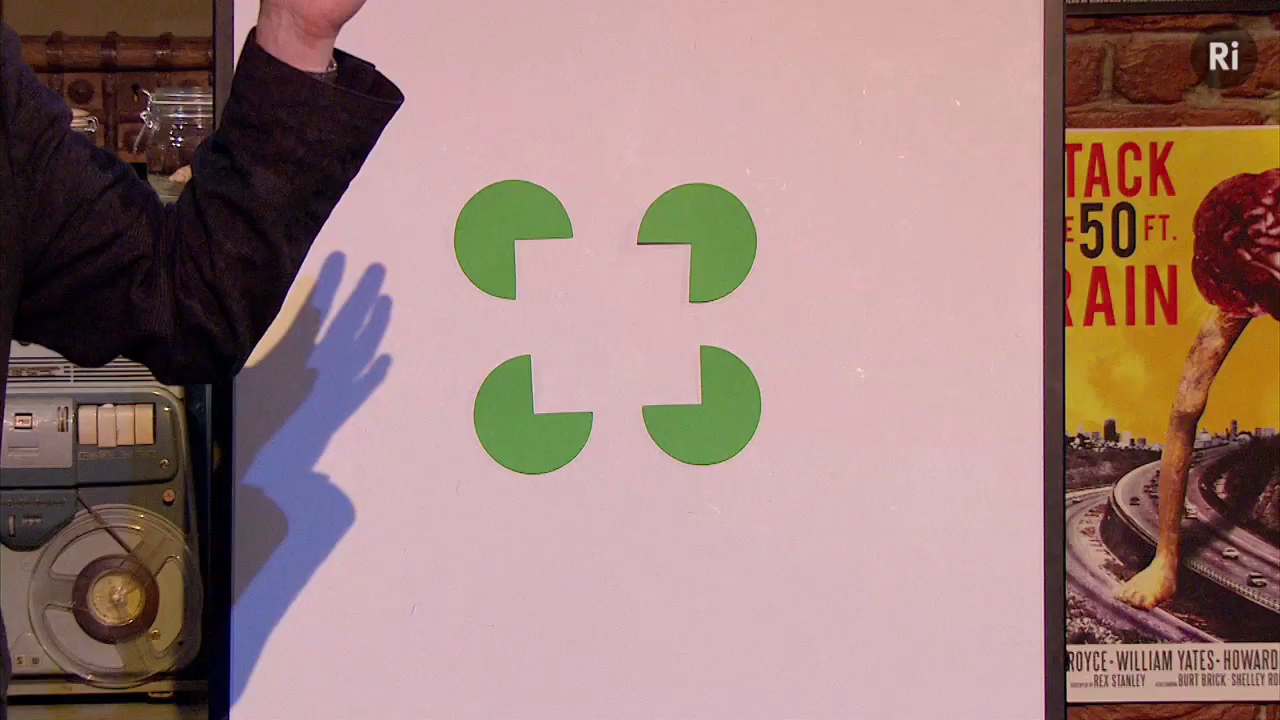 Ri
TACK
E 50 FT.
RAIN
ROYCE · WILLIAM YATES · HOWARD
REX STANLEY
BURT BRICK · SHELLEY RO